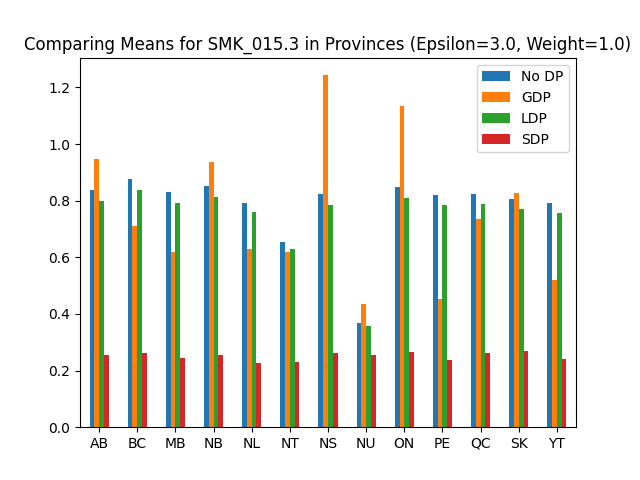 Comparing Means for SMK_015.3 in Provinces (Epsilon=3.0, Weight=1.0)
No DP
GDP
LDP
SDP
1.2
1.0
0.8
0.6
0.4
0.2
0.0
AB BC MB NB NL NT NS NU ON PE QC SK YT